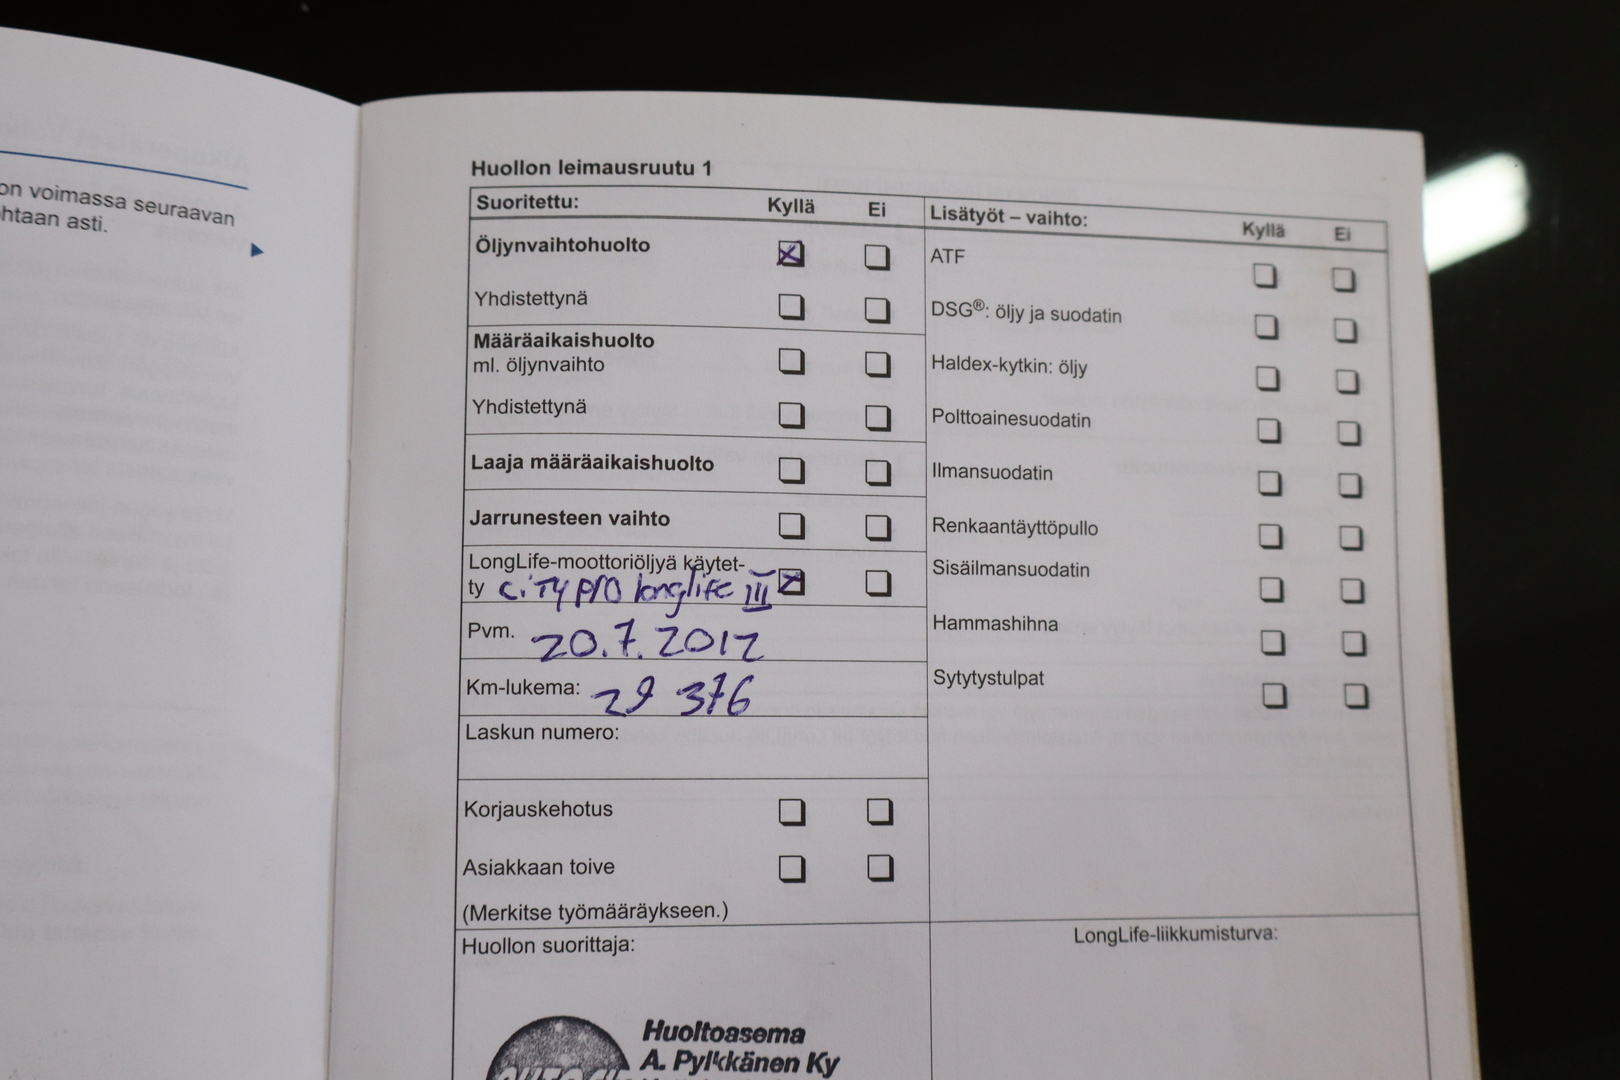 on voimassa seuraavan
htaan asti.
Huollon leimausruutu 1
Suoritettu: Kyllä Ei
Öljynvaihtohuolto
Yhdistettynä
Määräaikaishuolto
ml. öljynvaihto
Yhdistettynä
Laaja määräaikaishuolto
Jarrunesteen vaihto
LongLife-moottoriöljyä käytet-
ty CITY PRO longlife III
Pvm. 20.7.2012
Km-lukema: 29 376
Laskun numero:
Korjauskehotus
Asiakkaan toive
(Merkitse työmääräykseen.)
Huollon suorittaja:
Huoltoasema
A. Pylkkänen Ky
Lisätyöt – vaihto: Kyllä Ei
ATF
DSG®: öljy ja suodatin
Haldex-kytkin: öljy
Polttoainesuodatin
Ilmansuodatin
Renkaantäyttöpullo
Sisäilmansuodatin
Hammashihna
Sytytystulpat
LongLife-liikkumisturva: